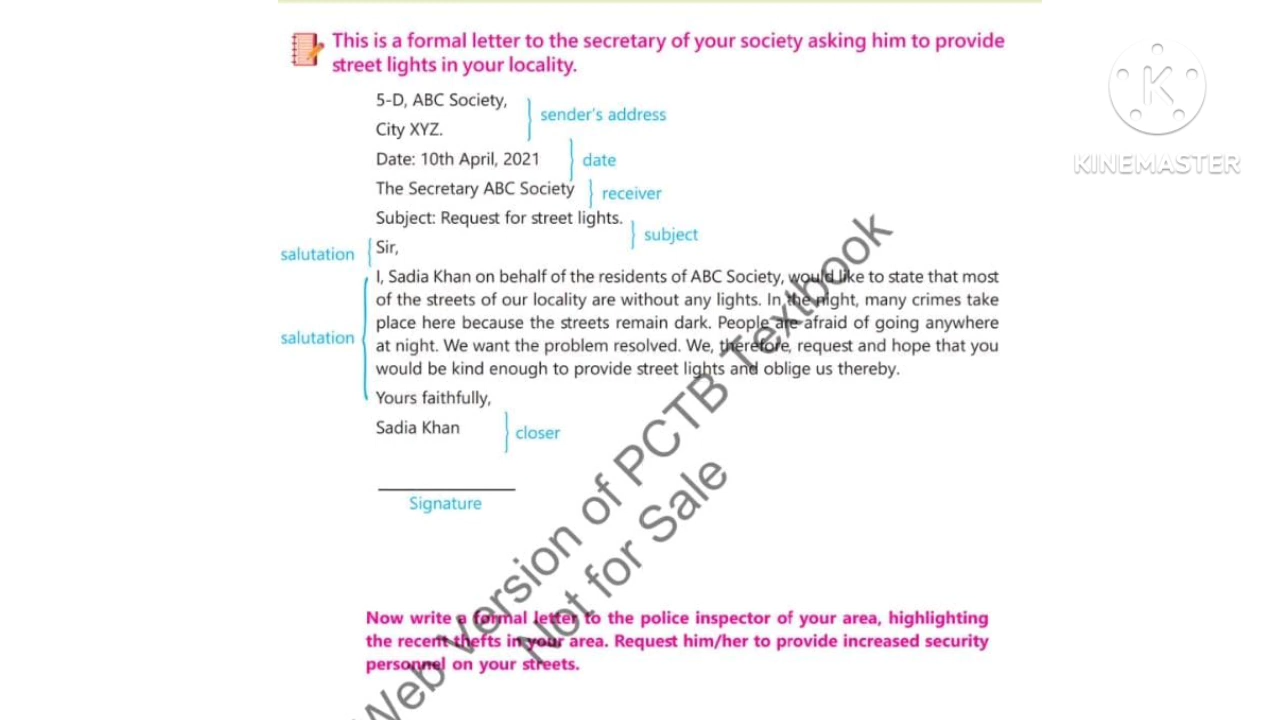 This is a formal letter to the secretary of your society asking him to provide
street lights in your locality.
K
KINEMASTER
5-D, ABC Society,
sender's address
City XYZ.
Date: 10th April, 2021
date
The Secretary ABC Society
receiver
Subject: Request for street lights.
subject
salutation
Sir,
I, Sadia Khan on behalf of the residents of ABC Society, would like to state that most
of the streets of our locality are without any lights. In the night, many crimes take
place here because the streets remain dark. People are afraid of going anywhere
salutation
at night. We want the problem resolved. We, therefore, request and hope that you
would be kind enough to provide street lights and oblige us thereby.
Yours faithfully,
Sadia Khan
closer
Signature
Web Version of PCTB Textbook
Not for Sale
Now write a formal letter to the police inspector of your area, highlighting
the recent thefts in your area. Request him/her to provide increased security
personnel on your streets.